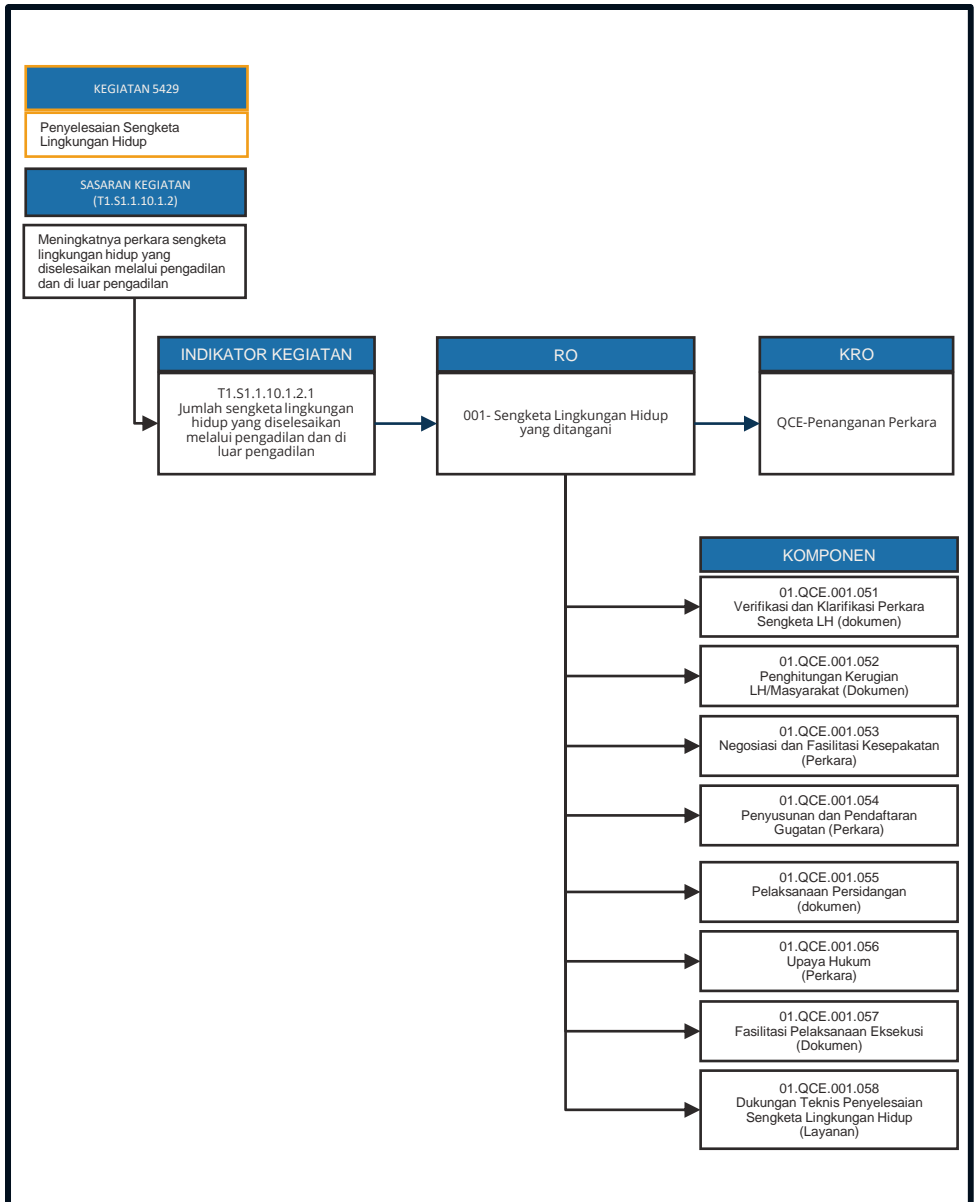 KEGIATAN 5429
Penyelesaian Sengketa
Lingkungan Hidup
SASARAN KEGIATAN
(T1.S1.1.10.1.2)
Meningkatnya perkara sengketa
lingkungan hidup yang
diselesaikan melalui pengadilan
dan di luar pengadilan
INDIKATOR KEGIATAN
T1.S1.1.10.1.2.1
Jumlah sengketa lingkungan
hidup yang diselesaikan
melalui pengadilan dan di
luar pengadilan
RO
001- Sengketa Lingkungan Hidup
yang ditangani
KRO
QCE-Penanganan Perkara
KOMPONEN
01.QCE.001.051
Verifikasi dan Klarifikasi Perkara
Sengketa LH (dokumen)
01.QCE.001.052
Penghitungan Kerugian
LH/Masyarakat (Dokumen)
01.QCE.001.053
Negosiasi dan Fasilitasi Kesepakatan
(Perkara)
01.QCE.001.054
Penyusunan dan Pendaftaran
Gugatan (Perkara)
01.QCE.001.055
Pelaksanaan Persidangan
(dokumen)
01.QCE.001.056
Upaya Hukum
(Perkara)
01.QCE.001.057
Fasilitasi Pelaksanaan Eksekusi
(Dokumen)
01.QCE.001.058
Dukungan Teknis Penyelesaian
Sengketa Lingkungan Hidup
(Layanan)